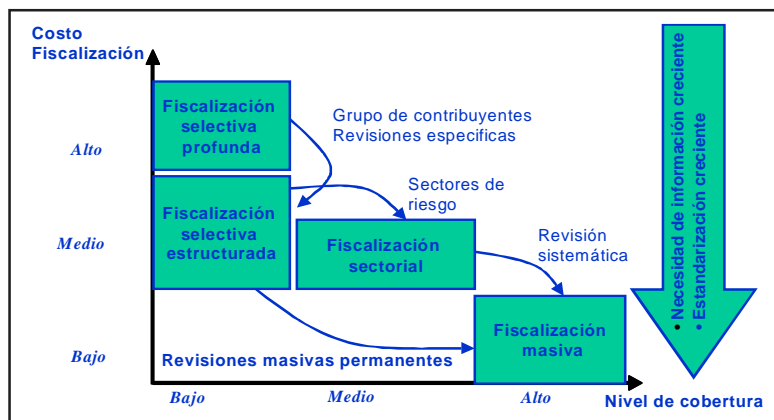 Costo
Fiscalización
Fiscalización
selectiva
profunda
Grupo de contribuyentes
Revisiones especificas
Alto
Sectores de
riesgo
Fiscalización
selectiva
estructurada
Medio
Fiscalización
sectorial
Revisión
sistemática
Fiscalización
masiva
Bajo
Revisiones masivas permanentes
Bajo
Medio
Alto
Nivel de cobertura
• Necesidad de información creciente
• Estandarización creciente